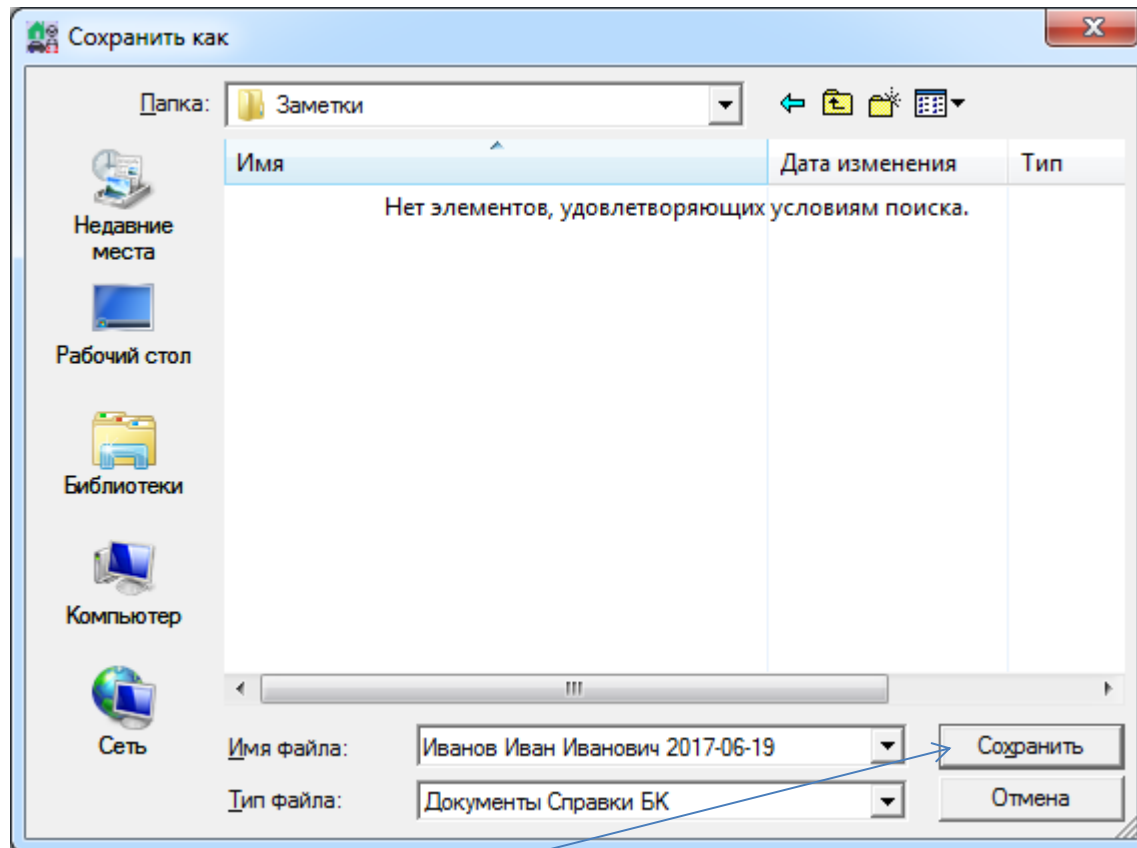 Сохранить как
Папка:
Заметки
Имя
Дата изменения
Тип
Нет элементов, удовлетворяющих условиям поиска.
Недавние
места
Рабочий стол
Библиотеки
Компьютер
Сеть
Имя файла:
Иванов Иван Иванович 2017-06-19
Сохранить
Тип файла:
Документы Справки БК
Отмена